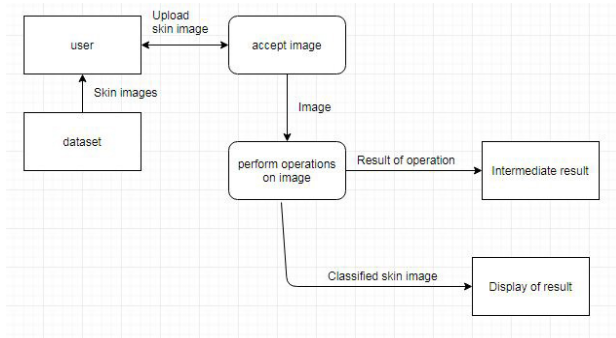 Upload
skin image
user
accept image
Skin images
Image
dataset
perform operations
on image
Result of operation
Intermediate result
Classified skin image
Display of result